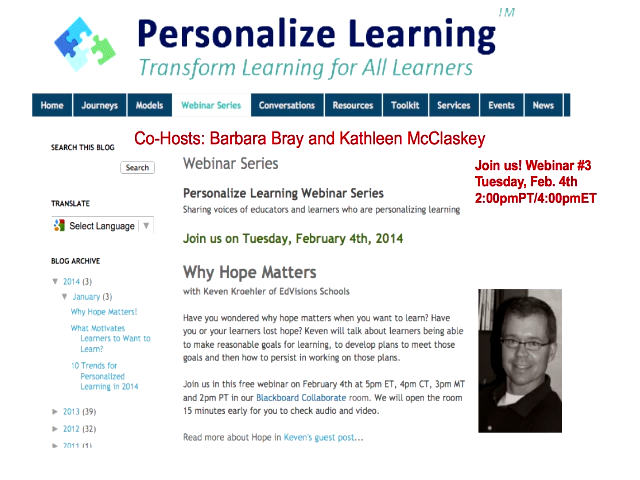 Personalize Learning TM
Transform Learning for All Learners
Home Journeys Models Webinar Series Conversations Resources Toolkit Services Events News
Co-Hosts: Barbara Bray and Kathleen McClaskey
SEARCH THIS BLOG
Search
TRANSLATE
Select Language ▼
BLOG ARCHIVE
▼ 2014 (3)
▼ January (3)
Why Hope Matters!
What Motivates
Learners to Want to
Learn?
10 Trends for
Personalized
Learning in 2014
► 2013 (39)
► 2012 (32)
► 2011 (1)
Webinar Series
Personalize Learning Webinar Series
Sharing voices of educators and learners who are personalizing learning
Join us on Tuesday, February 4th, 2014
Why Hope Matters
with Keven Kroehler of EdVisions Schools
Have you wondered why hope matters when you want to learn? Have
you or your learners lost hope? Keven will talk about learners being able
to make reasonable goals for learning, to develop plans to meet those
goals and then how to persist in working on those plans.
Join us in this free webinar on February 4th at 5pm ET, 4pm CT, 3pm MT
and 2pm PT in our Blackboard Collaborate room. We will open the room
15 minutes early for you to check audio and video.
Read more about Hope in Keven's guest post...
Join us! Webinar #3
Tuesday, Feb. 4th
2:00pmPT/4:00pmET